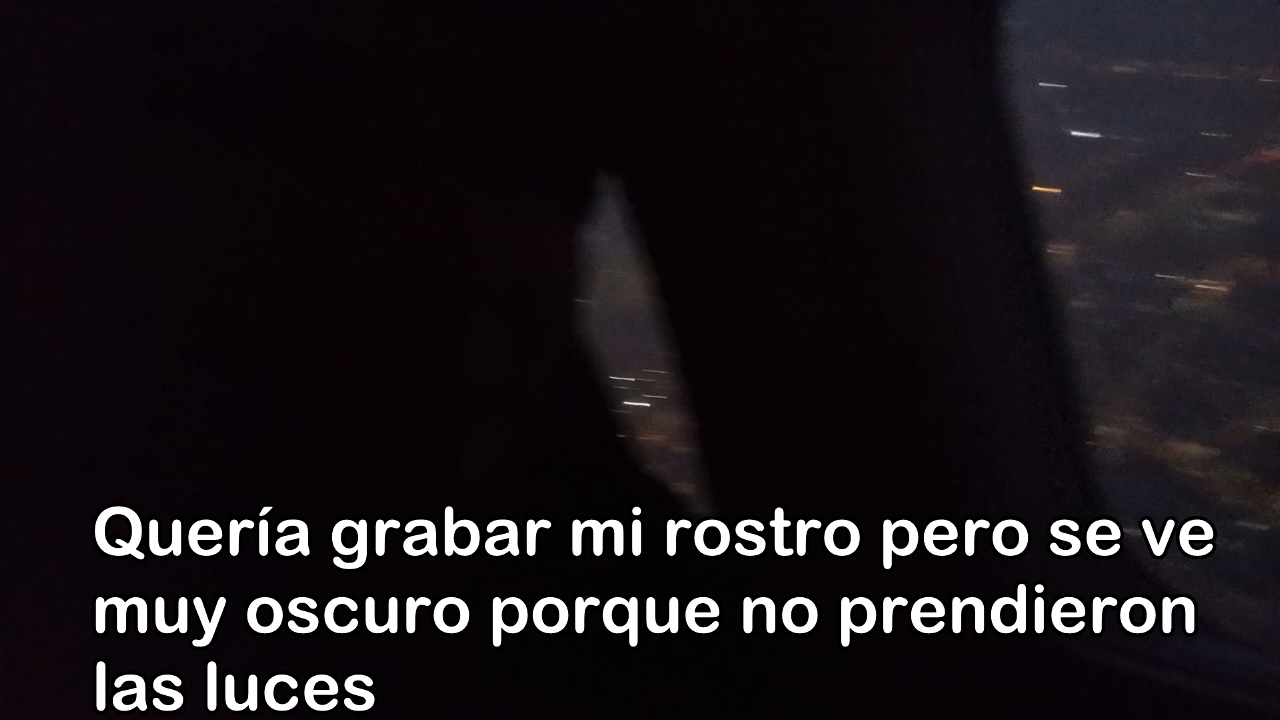 Quería grabar mi rostro pero se ve
muy oscuro porque no prendieron
las luces